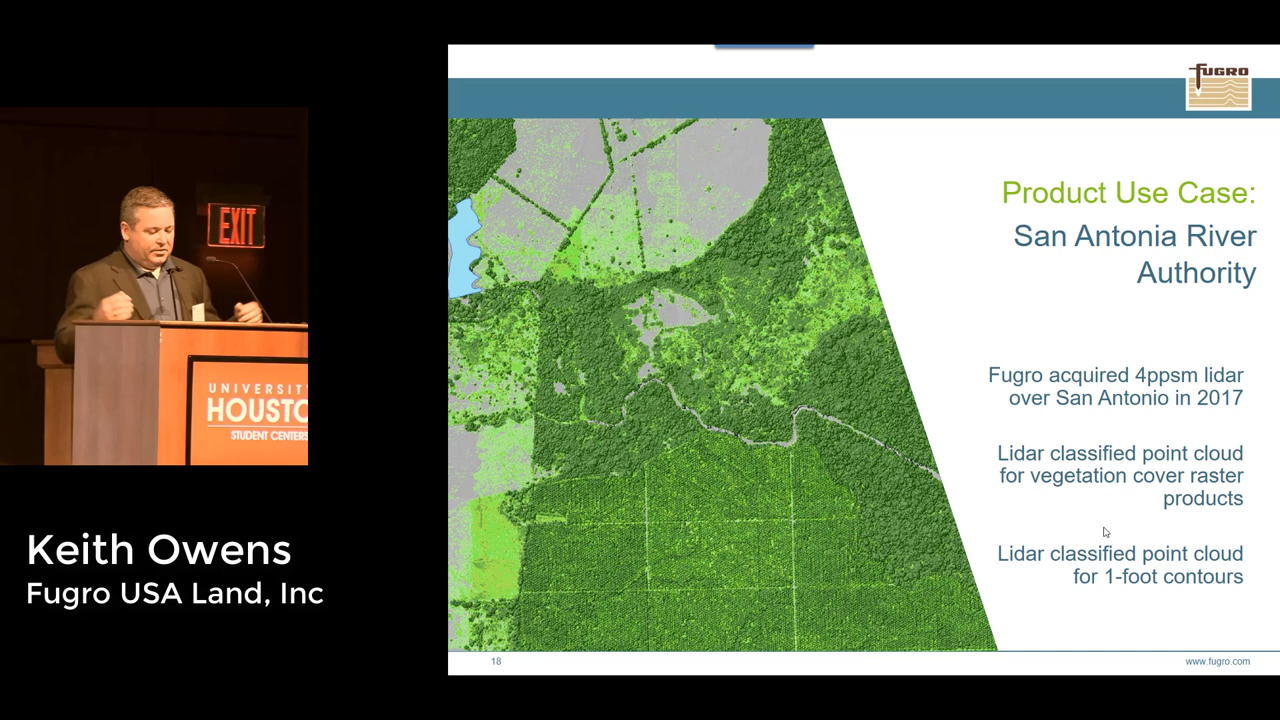 EXIT
UNIVERSIT
HOUSTO
STUDENT CENTERS
Keith Owens
Fugro USA Land, Inc
FUGRO
Product Use Case:
San Antonia River
Authority
Fugro acquired 4ppsm lidar
over San Antonio in 2017
Lidar classified point cloud
for vegetation cover raster
products
Lidar classified point cloud
for 1-foot contours
18
www.fugro.com